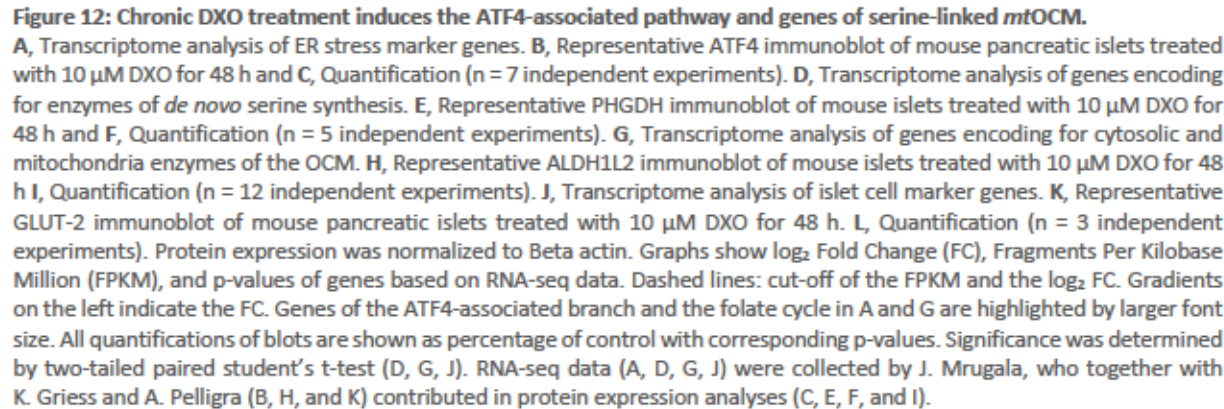 Figure 12: Chronic DXO treatment induces the ATF4-associated pathway and genes of serine-linked mtOCM.
A, Transcriptome analysis of ER stress marker genes. B, Representative ATF4 immunoblot of mouse pancreatic islets treated
with 10 µM DXO for 48 h and C, Quantification (n = 7 independent experiments). D, Transcriptome analysis of genes encoding
for enzymes of de novo serine synthesis. E, Representative PHGDH immunoblot of mouse islets treated with 10 µM DXO for
48 h and F, Quantification (n = 5 independent experiments). G, Transcriptome analysis of genes encoding for cytosolic and
mitochondria enzymes of the OCM. H, Representative ALDH1L2 immunoblot of mouse islets treated with 10 µM DXO for 48
h I, Quantification (n = 12 independent experiments). J, Transcriptome analysis of islet cell marker genes. K, Representative
GLUT-2 immunoblot of mouse pancreatic islets treated with 10 µM DXO for 48 h. L, Quantification (n = 3 independent
experiments). Protein expression was normalized to Beta actin. Graphs show log₂ Fold Change (FC), Fragments Per Kilobase
Million (FPKM), and p-values of genes based on RNA-seq data. Dashed lines: cut-off of the FPKM and the log₂ FC. Gradients
on the left indicate the FC. Genes of the ATF4-associated branch and the folate cycle in A and G are highlighted by larger font
size. All quantifications of blots are shown as percentage of control with corresponding p-values. Significance was determined
by two-tailed paired student's t-test (D, G, J). RNA-seq data (A, D, G, J) were collected by J. Mrugala, who together with
K. Griess and A. Pelligra (B, H, and K) contributed in protein expression analyses (C, E, F, and I).